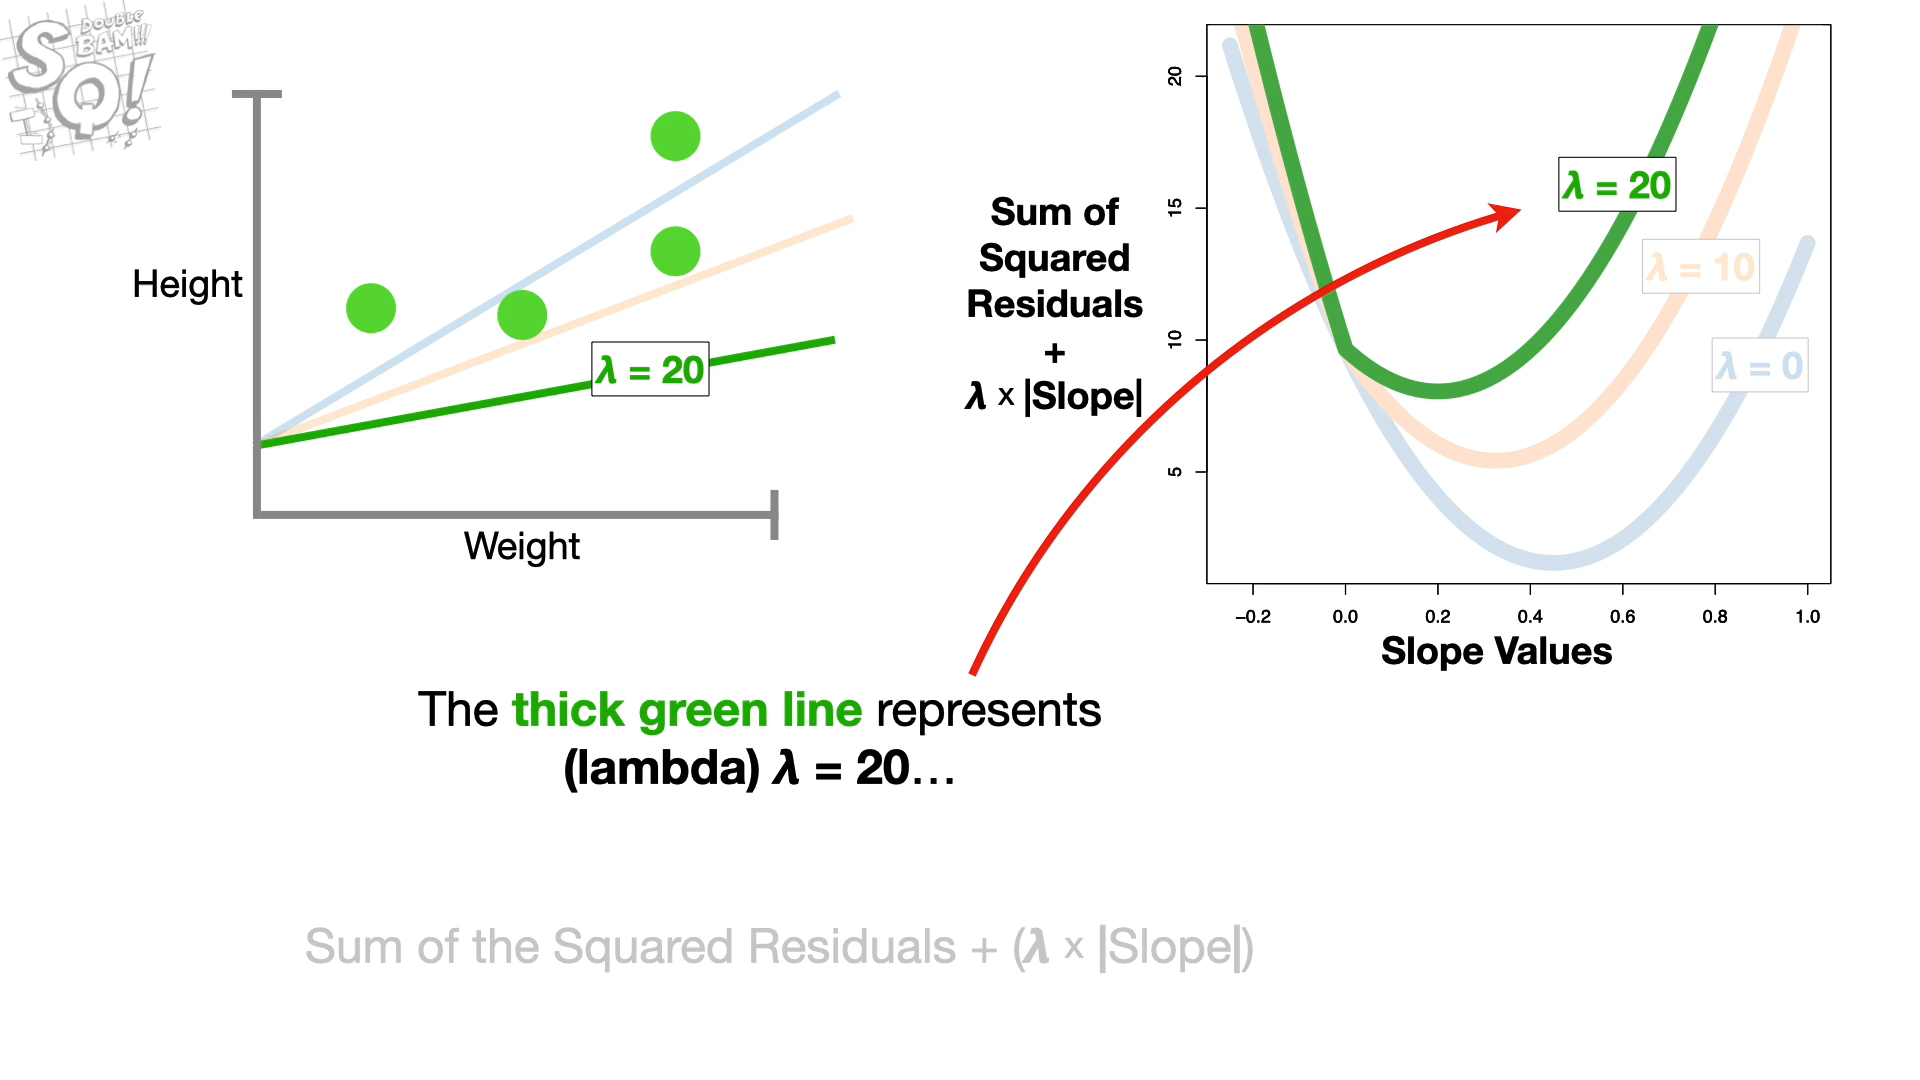 SQ!
DOUBLE
BAM!!!
Height
Weight
λ = 20
Sum of
Squared
Residuals
+
λ x |Slope|
20
15
10
5
λ = 20
λ = 10
λ = 0
−0.2 0.0 0.2 0.4 0.6 0.8 1.0
Slope Values
The thick green line represents
(lambda) λ = 20…
Sum of the Squared Residuals + (λ x |Slope|)